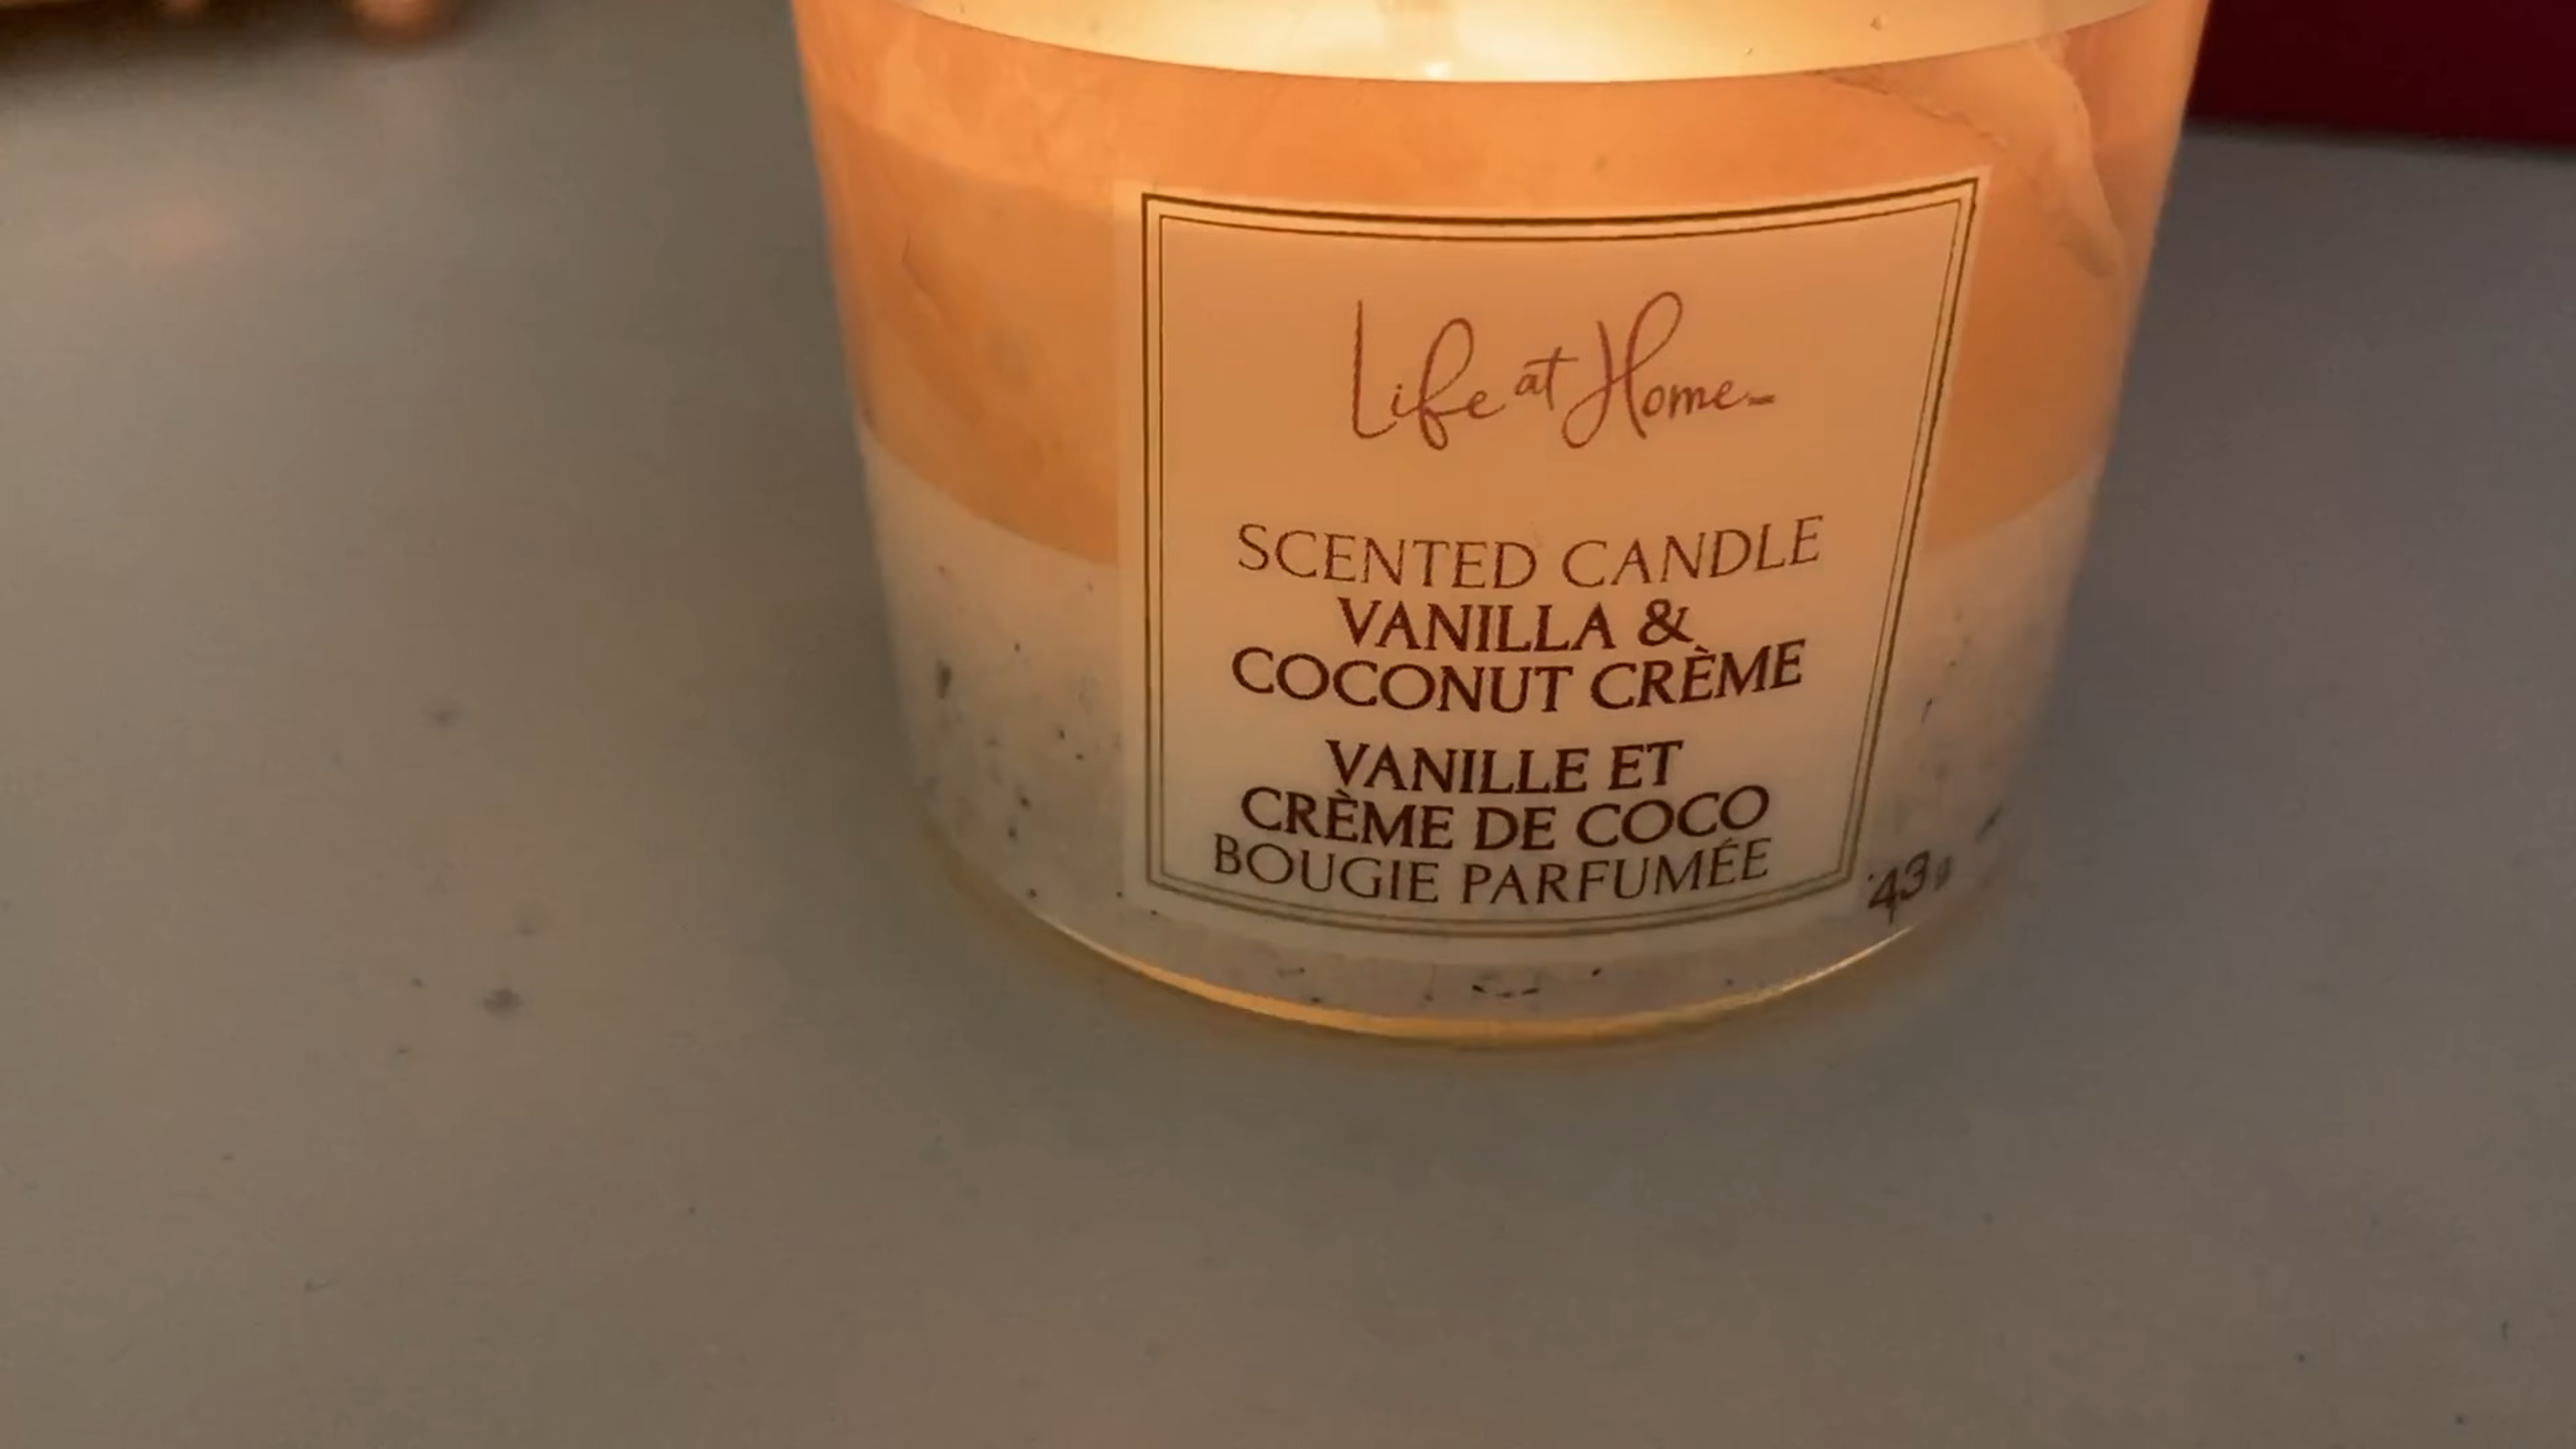 Life at Home
SCENTED CANDLE
VANILLA &
COCONUT CRÈME
VANILLE ET
CRÈME DE COCO
BOUGIE PARFUMÉE